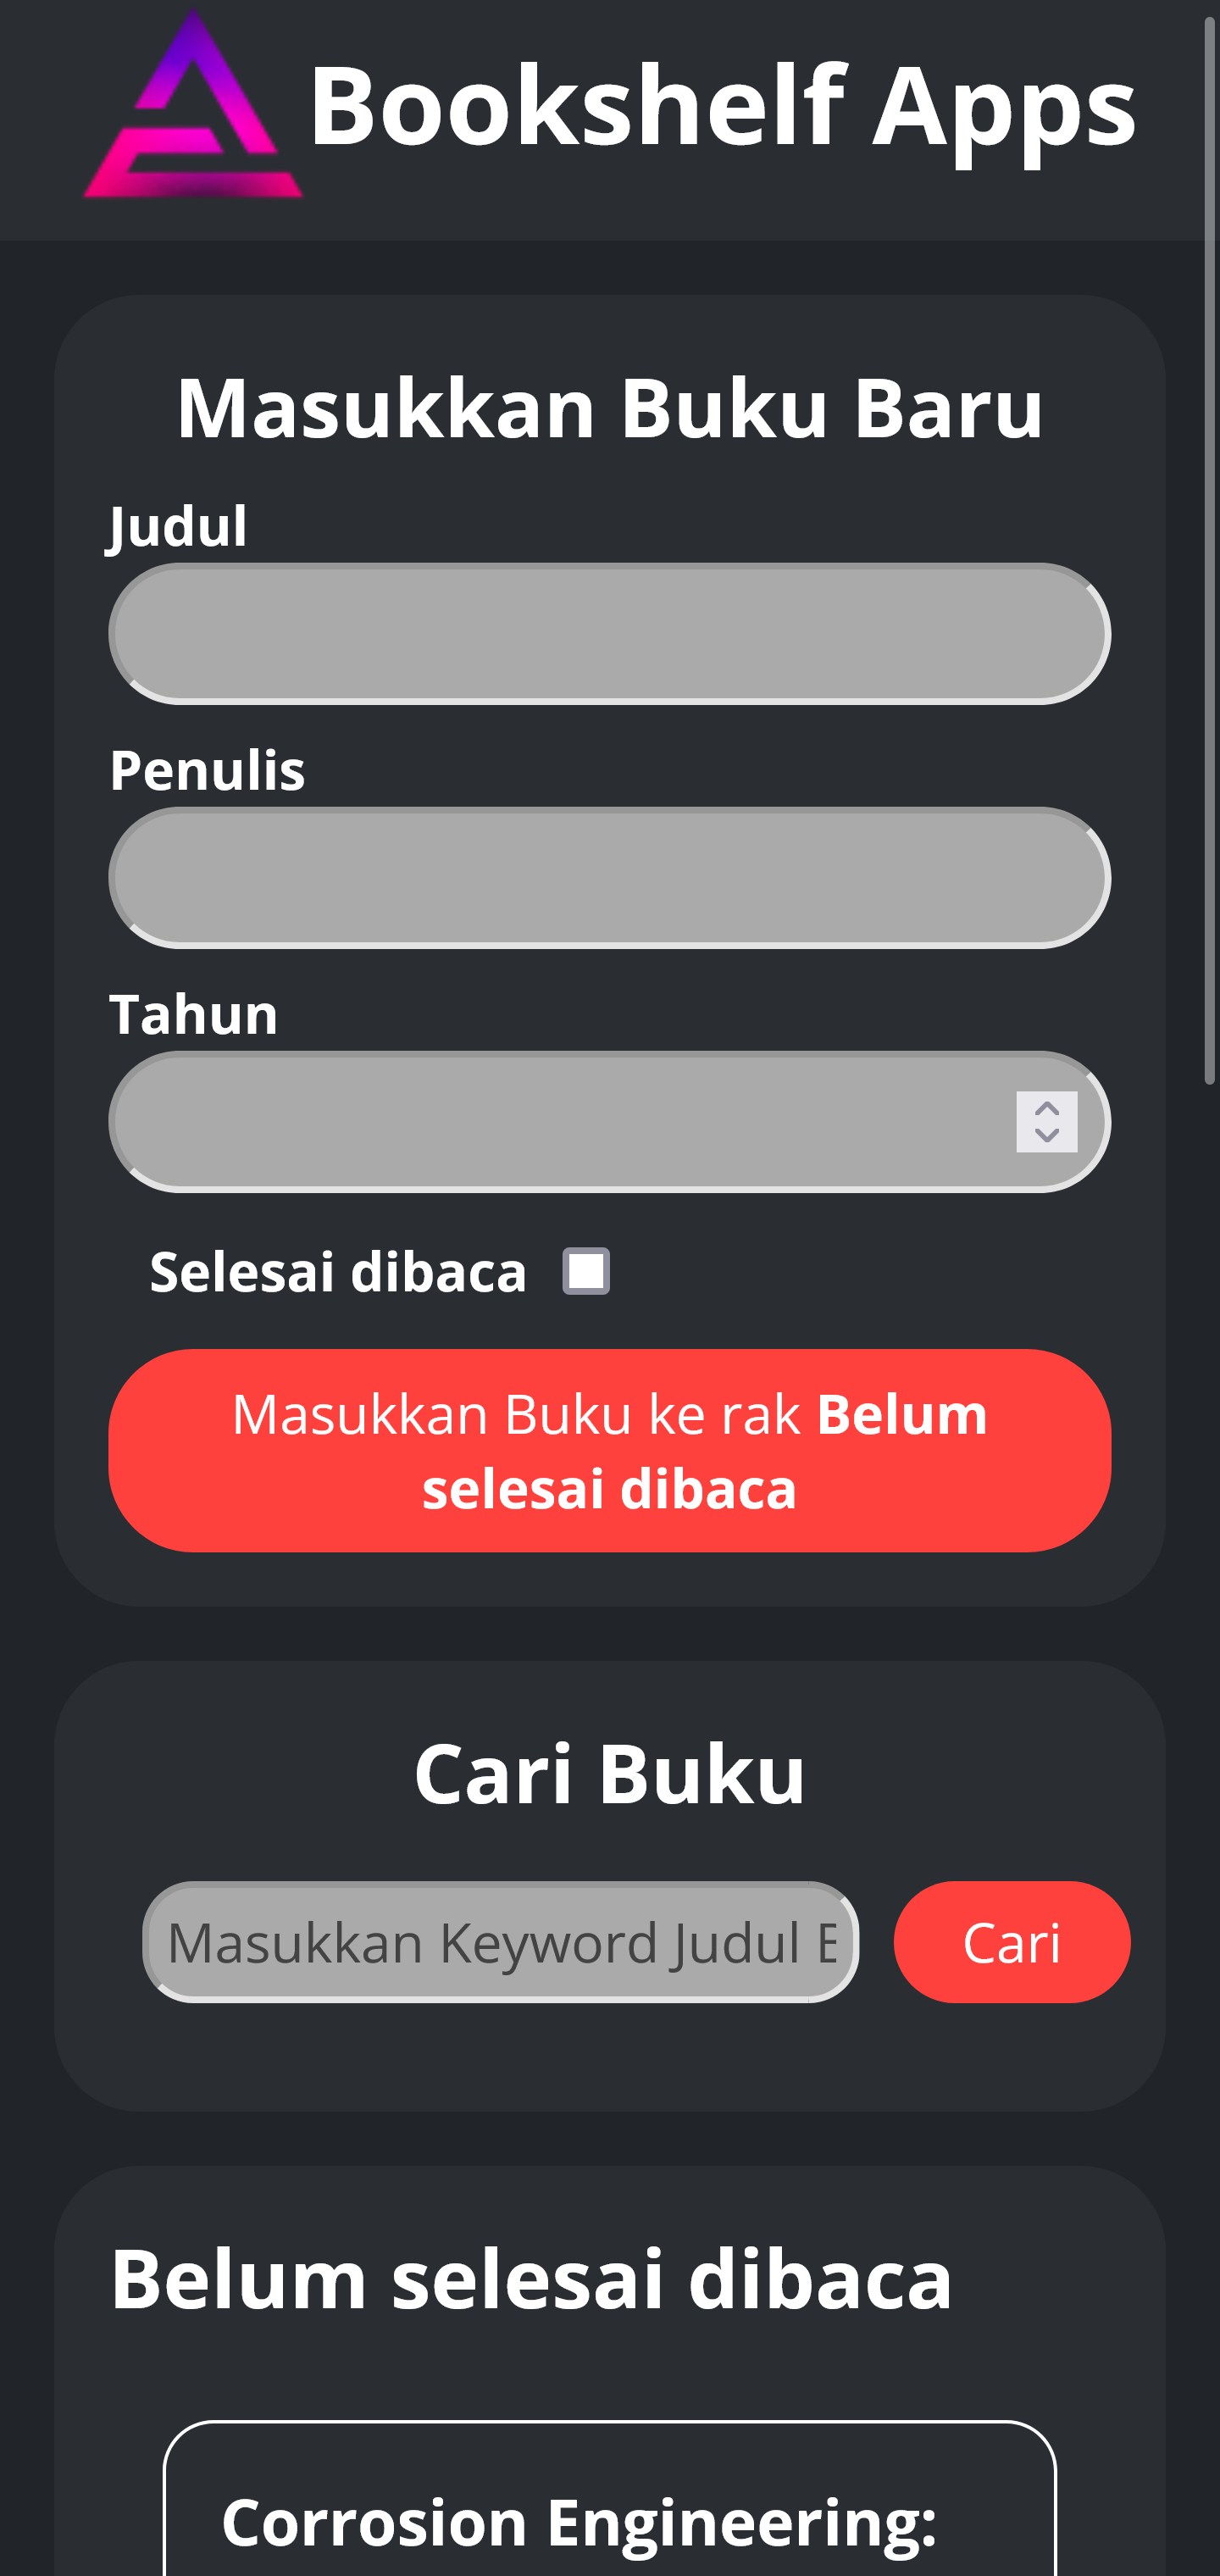 Bookshelf Apps
Masukkan Buku Baru
Judul
Penulis
Tahun
Selesai dibaca
Masukkan Buku ke rak Belum
selesai dibaca
Cari Buku
Masukkan Keyword Judul
Cari
Belum selesai dibaca
Corrosion Engineering: